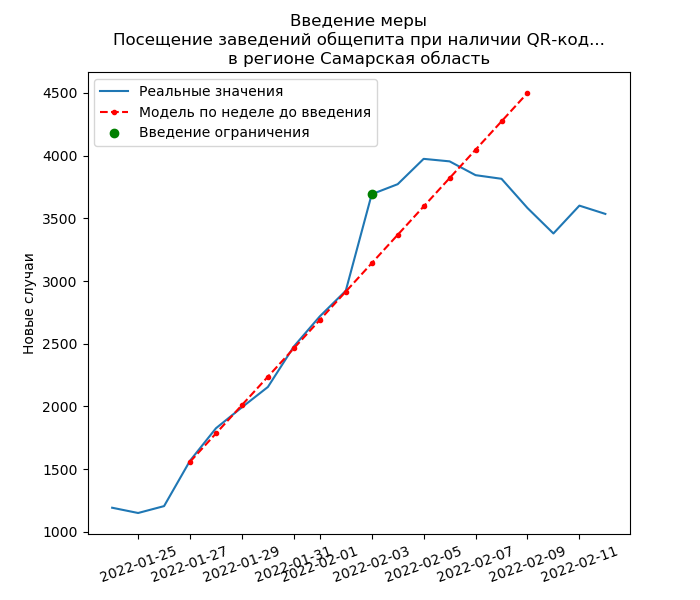 Введение меры
Посещение заведений общепита при наличии QR-код...
в регионе Самарская область
Реальные значения
Модель по неделе до введения
Введение ограничения
Новые случаи
4500
4000
3500
3000
2500
2000
1500
1000
2022-01-25
2022-01-27
2022-01-29
2022-01-31
2022-02-01
2022-02-03
2022-02-05
2022-02-07
2022-02-09
2022-02-11